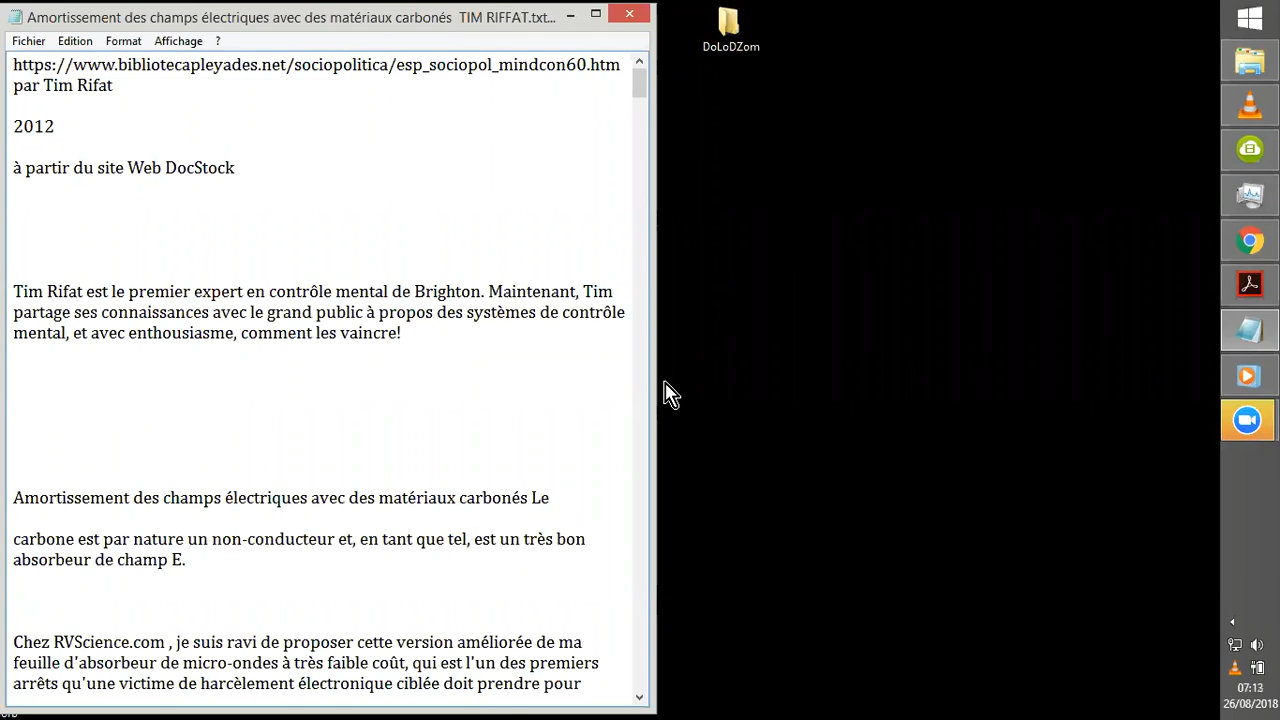 Amortissement des champs électriques avec des matériaux carbonés  TIM RIFFAT.txt...
Fichier Edition Format Affichage ?
https://www.bibliotecapleyades.net/sociopolitica/esp_sociopol_mindcon60.htm
par Tim Rifat
2012
à partir du site Web DocStock
Tim Rifat est le premier expert en contrôle mental de Brighton. Maintenant, Tim
partage ses connaissances avec le grand public à propos des systèmes de contrôle
mental, et avec enthousiasme, comment les vaincre!
Amortissement des champs électriques avec des matériaux carbonés Le
carbone est par nature un non-conducteur et, en tant que tel, est un très bon
absorbeur de champ E.
Chez RVScience.com , je suis ravi de proposer cette version améliorée de ma
feuille d'absorbeur de micro-ondes à très faible coût, qui est l'un des premiers
arrêts qu'une victime de harcèlement électronique ciblée doit prendre pour
DoLoDZom
07:13
26/08/2018